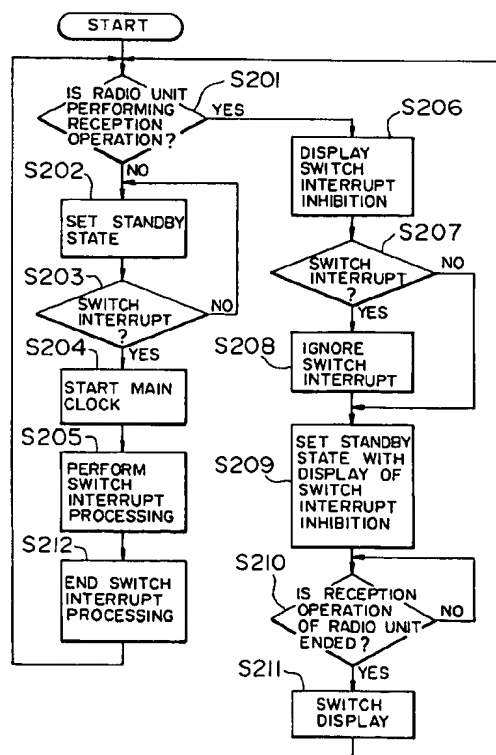 START
S201
IS RADIO UNIT
PERFORMING
RECEPTION
OPERATION?
YES
NO
S202
SET STANDBY
STATE
S203
SWITCH
INTERRUPT
?
NO
YES
S204
START MAIN
CLOCK
S205
PERFORM
SWITCH
INTERRUPT
PROCESSING
S212
END SWITCH
INTERRUPT
PROCESSING
S206
DISPLAY
SWITCH
INTERRUPT
INHIBITION
S207
SWITCH
INTERRUPT
?
NO
YES
S208
IGNORE
SWITCH
INTERRUPT
S209
SET STANDBY
STATE WITH
DISPLAY OF
SWITCH
INTERRUPT
INHIBITION
S210
IS RECEPTION
OPERATION
OF RADIO UNIT
ENDED?
NO
YES
S211
SWITCH
DISPLAY